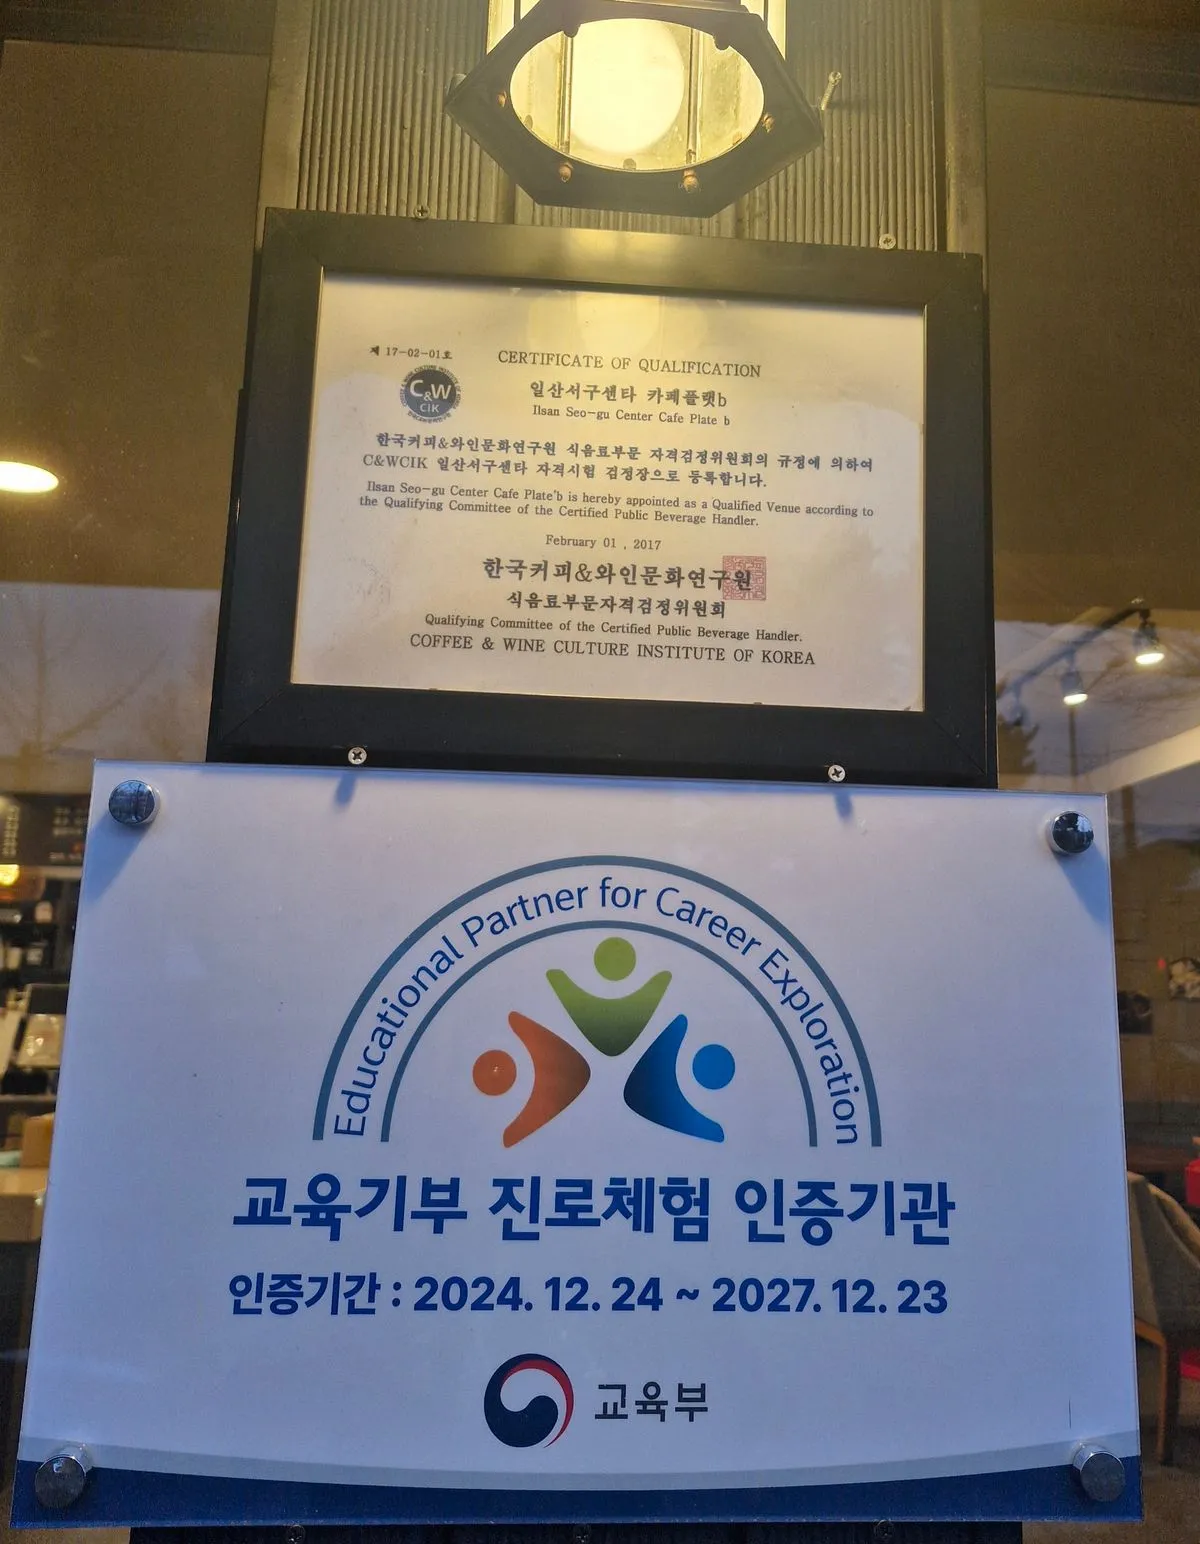 제 17-02-01호
CERTIFICATE OF QUALIFICATION
C&W
CIK
일산서구센타 카페플랫b
Ilsan Seo-gu Center Cafe Plate b
한국커피&와인문화연구원 식음료부문 자격검정위원회의 규정에 의하여
C&WCIK 일산서구센타 자격시험 검정장으로 등록합니다.
Ilsan Seo-gu Center Cafe Plate'b is hereby appointed as a Qualified Venue according to
the Qualifying Committee of the Certified Public Beverage Handler.
February 01 , 2017
한국커피&와인문화연구원
식음료부문자격검정위원회
Qualifying Committee of the Certified Public Beverage Handler.
COFFEE & WINE CULTURE INSTITUTE OF KOREA
Educational Partner for Career Exploration
교육기부 진로체험 인증기관
인증기간 : 2024. 12. 24 ~ 2027. 12. 23
교육부